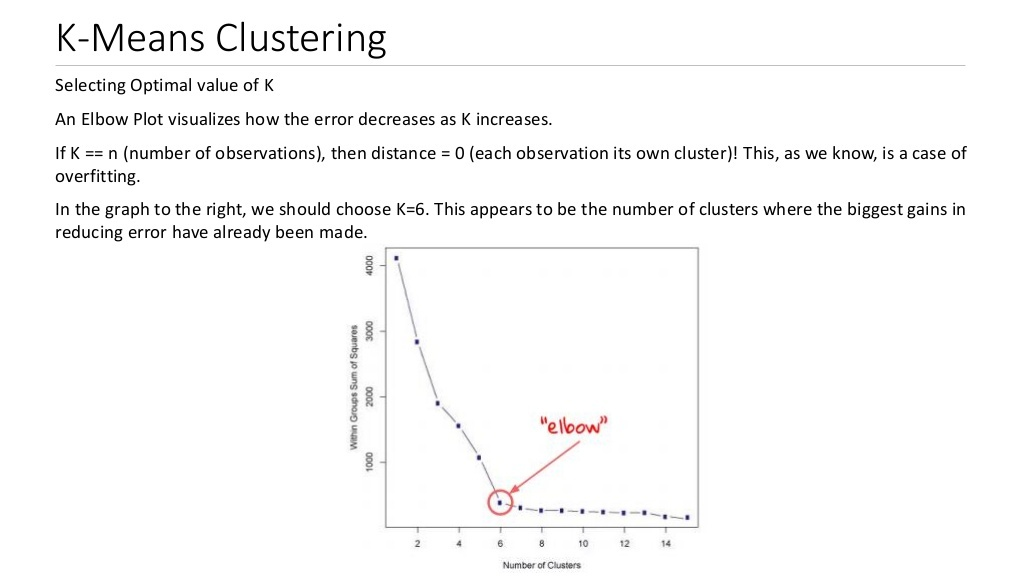 K-Means Clustering
Selecting Optimal value of K
An Elbow Plot visualizes how the error decreases as K increases.
If K == n (number of observations), then distance = 0 (each observation its own cluster)! This, as we know, is a case of
overfitting.
In the graph to the right, we should choose K=6. This appears to be the number of clusters where the biggest gains in
reducing error have already been made.
Within Groups Sum of Squares
4000
3000
2000
1000
"elbow"
2 4 6 8 10 12 14
Number of Clusters